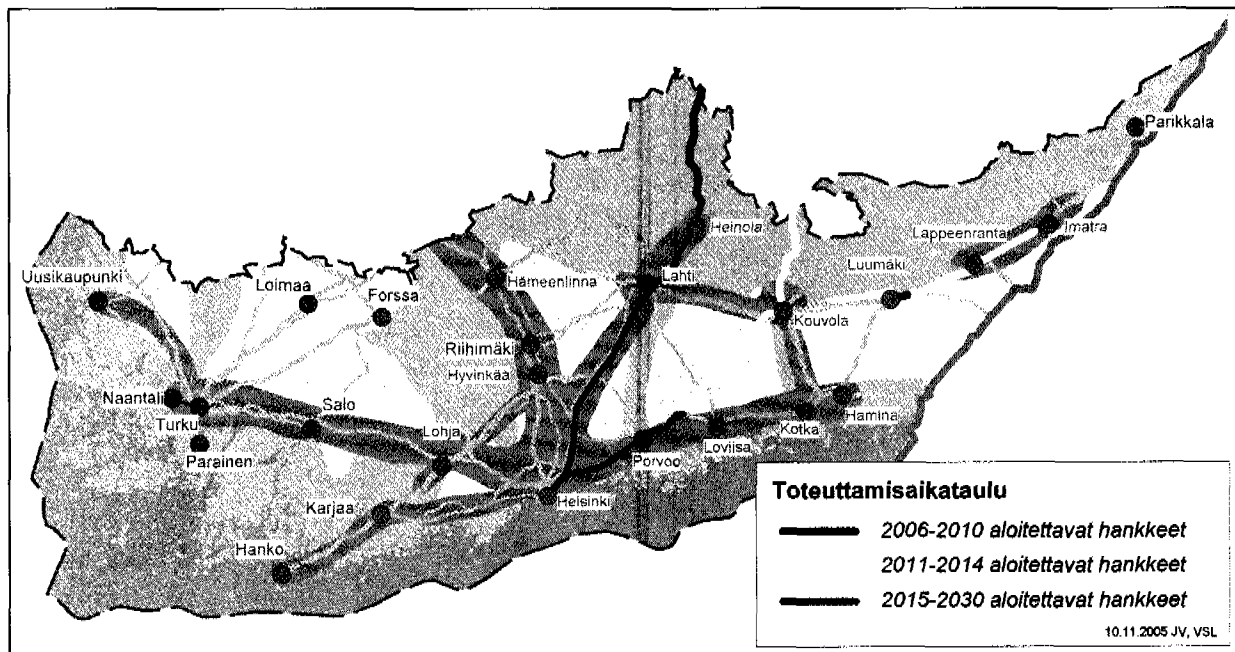 Parikkala
Heinola
Lappeenranta
Imatra
Uusikaupunki
Loimaa
Forssa
Hämeenlinna
Lahti
Luumäki
Kouvola
Riihimäki
Hyvinkää
Naantali
Turku
Salo
Lohja
Parainen
Porvoo
Loviisa
Kotka
Hamina
Karjaa
Helsinki
Hanko
Toteuttamisaikataulu
2006-2010 aloitettavat hankkeet
2011-2014 aloitettavat hankkeet
2015-2030 aloitettavat hankkeet
10.11.2005 JV, VSL